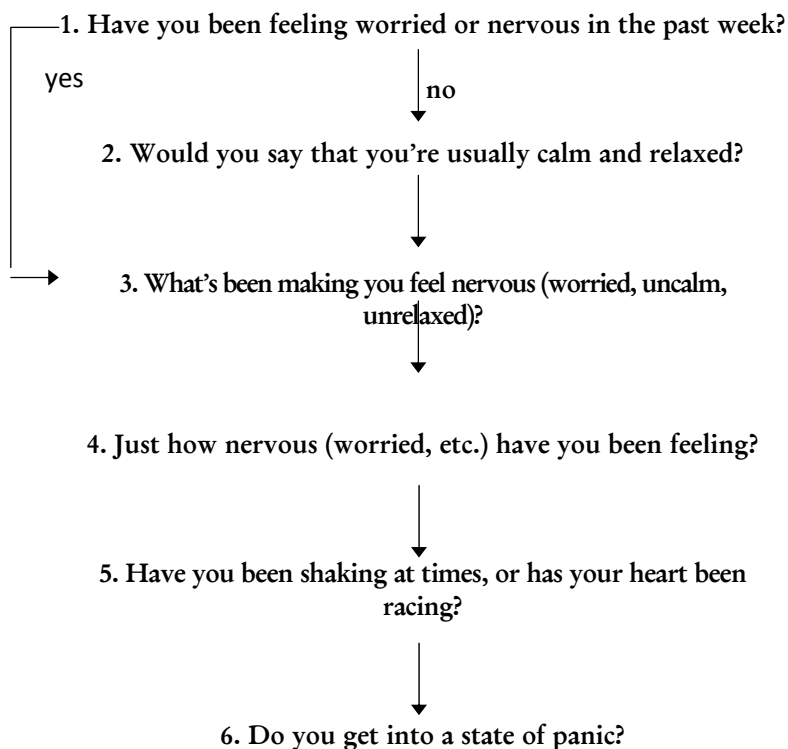 1. Have you been feeling worried or nervous in the past week?
yes
no
2. Would you say that you’re usually calm and relaxed?
3. What’s been making you feel nervous (worried, uncalm,
unrelaxed)?
4. Just how nervous (worried, etc.) have you been feeling?
5. Have you been shaking at times, or has your heart been
racing?
6. Do you get into a state of panic?